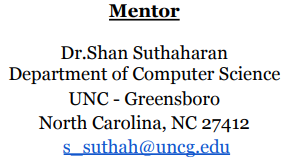 Mentor
Dr.Shan Suthaharan
Department of Computer Science
UNC - Greensboro
North Carolina, NC 27412
s_suthah@uncg.edu